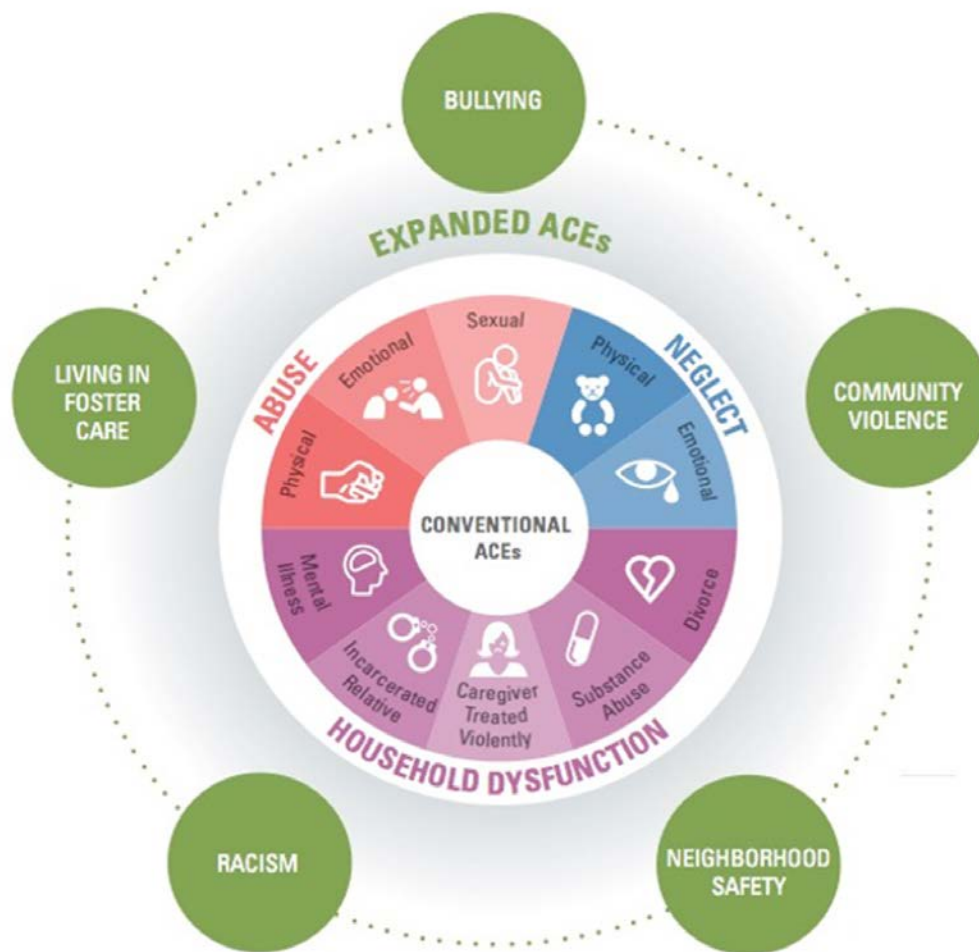 BULLYING
EXPANDED ACEs
LIVING IN
FOSTER
CARE
COMMUNITY
VIOLENCE
ABUSE
Physical
Emotional
Sexual
NEGLECT
Physical
Emotional
CONVENTIONAL
ACEs
Mental
Illness
Incarcerated
Relative
Caregiver
Treated
Violently
Substance
Abuse
Divorce
HOUSEHOLD DYSFUNCTION
RACISM
NEIGHBORHOOD
SAFETY